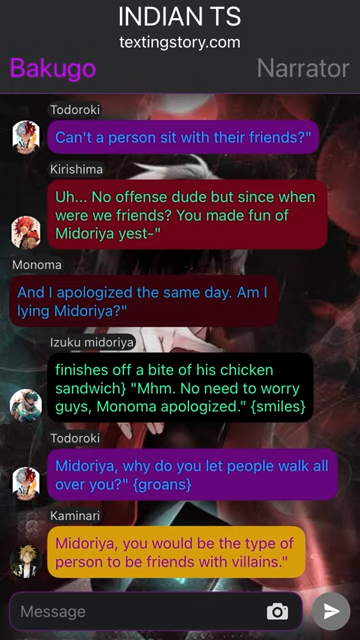 INDIAN TS
textingstory.com
Bakugo
Narrator
Todoroki
Can't a person sit with their friends?"
Kirishima
Uh... No offense dude but since when
were we friends? You made fun of
Midoriya yest-"
Monoma
And I apologized the same day. Am I
lying Midoriya?"
Izuku midoriya
finishes off a bite of his chicken
sandwich} "Mhm. No need to worry
guys, Monoma apologized." {smiles}
Todoroki
Midoriya, why do you let people walk all
over you?" {groans}
Kaminari
Midoriya, you would be the type of
person to be friends with villains."
Message